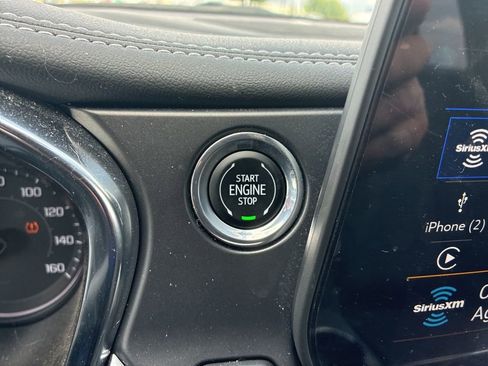 START
ENGINE
STOP
100
120
140
160
SiriusXM
iPhone (2)
SiriusXM